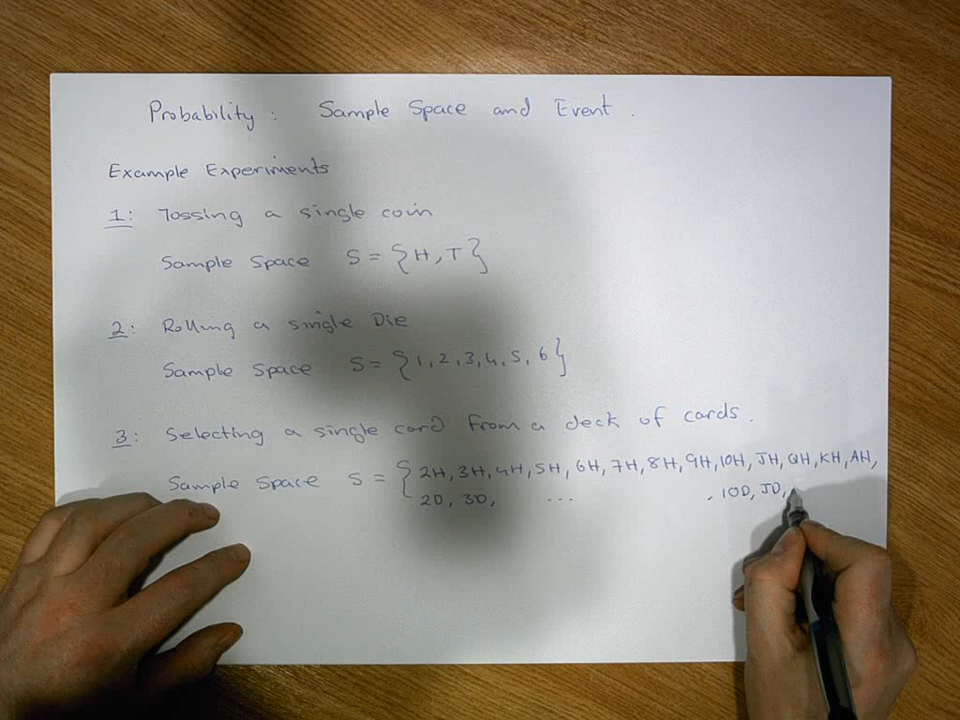 Probability : Sample Space and Event .
Example Experiments
1: Tossing a single coin
Sample Space S = {H, T}
2: Rolling a single Die
Sample Space S = {1, 2, 3, 4, 5, 6}
3: Selecting a single card from a deck of cards .
Sample Space S = {2H, 3H, 4H, 5H, 6H, 7H, 8H, 9H, 10H, JH, QH, KH, AH,
2D, 3D, ... , 10D, JD,